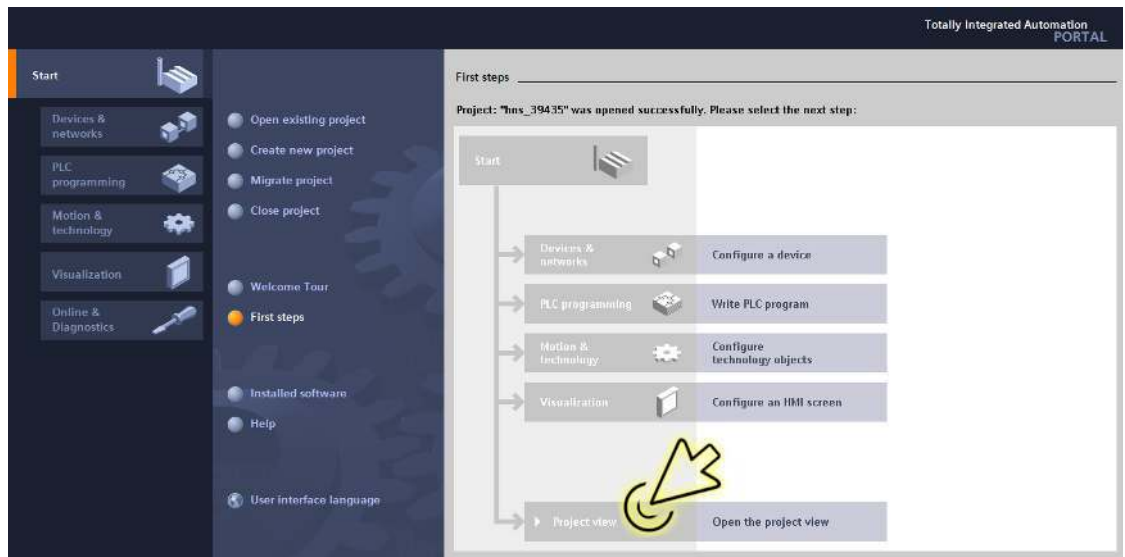 Totally Integrated Automation
PORTAL
Start
Devices &
networks
PLC
programming
Motion &
technology
Visualization
Online &
Diagnostics
Open existing project
Create new project
Migrate project
Close project
Welcome Tour
First steps
Installed software
Help
User interface language
First steps
Project: "hns_39435" was opened successfully. Please select the next step:
Start
Devices &
networks
Configure a device
PLC programming
Write PLC program
Motion &
technology
Configure
technology objects
Visualization
Configure an HMI screen
Project view
Open the project view